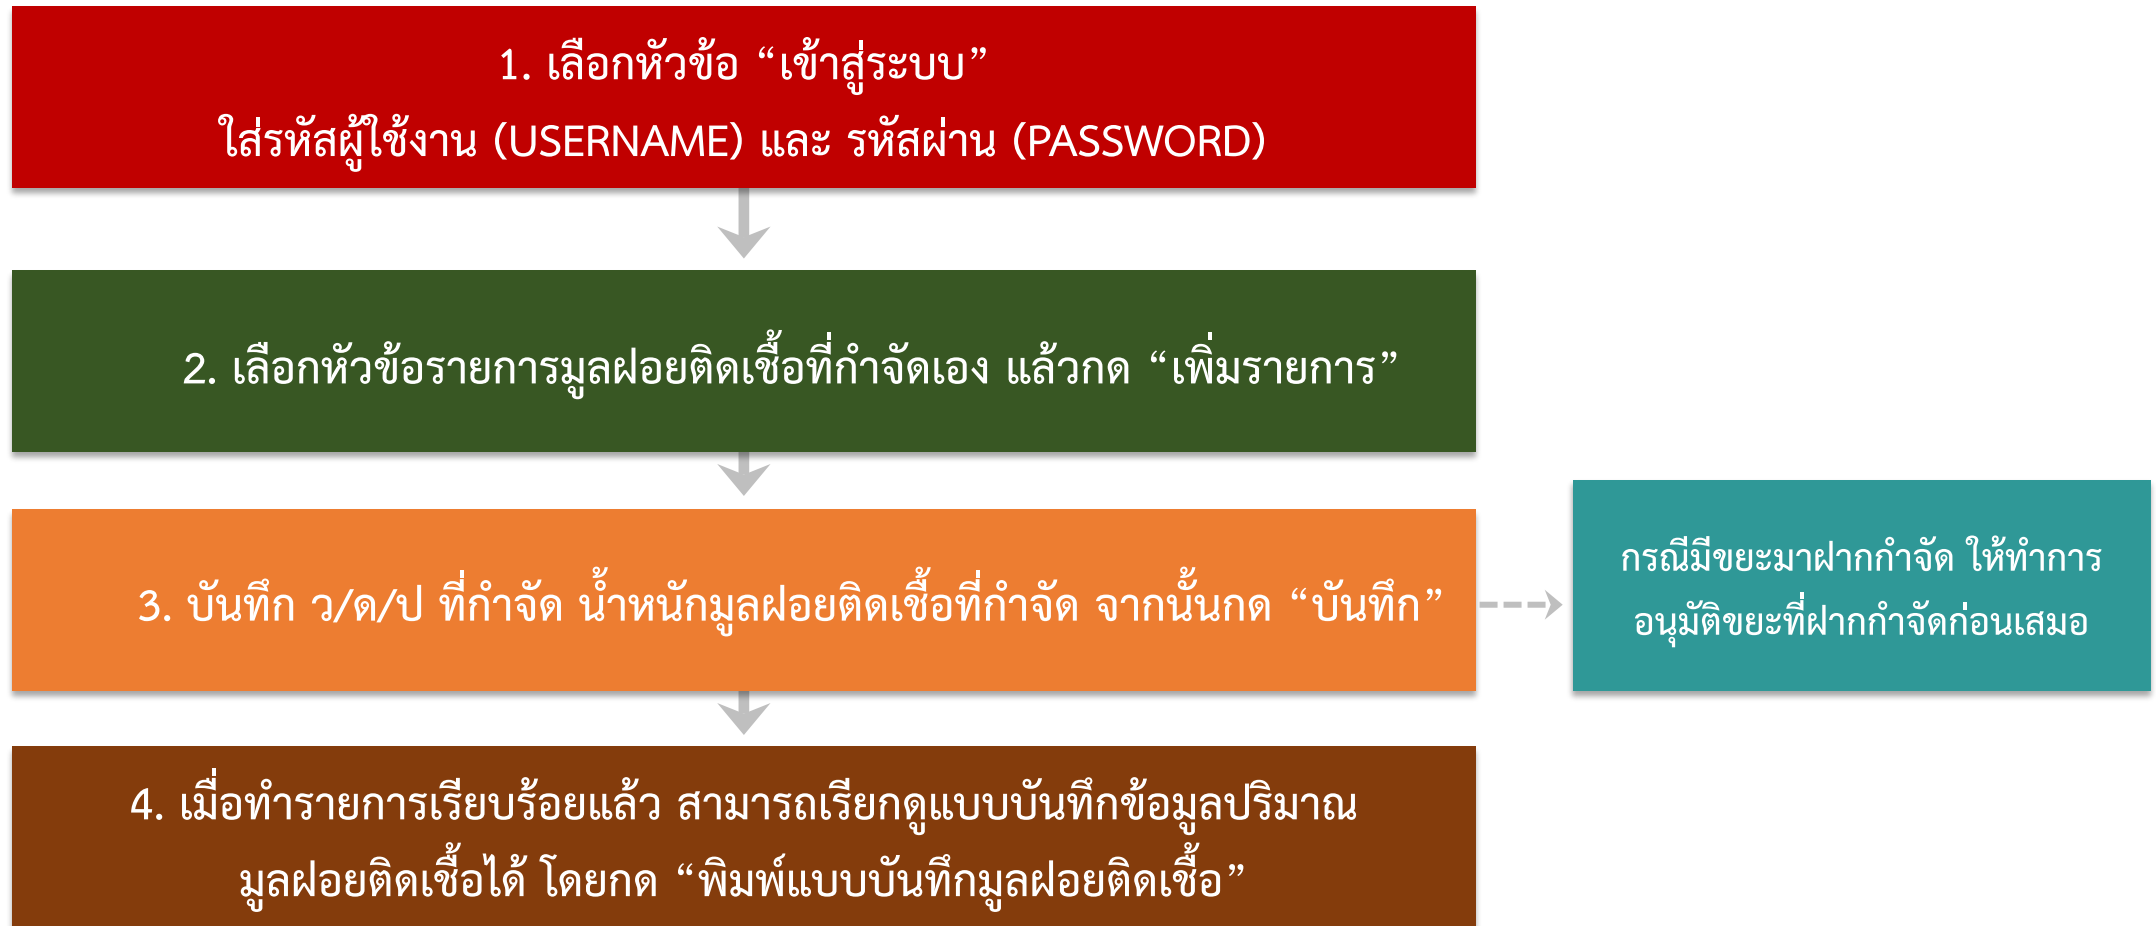 1. เลือกหัวข้อ “เข้าสู่ระบบ”
ใส่รหัสผู้ใช้งาน (USERNAME) และ รหัสผ่าน (PASSWORD)
2. เลือกหัวข้อรายการมูลฝอยติดเชื้อที่กำจัดเอง แล้วกด “เพิ่มรายการ”
3. บันทึก ว/ด/ป ที่กำจัด น้ำหนักมูลฝอยติดเชื้อที่กำจัด จากนั้นกด “บันทึก”
กรณีมีขยะมาฝากกำจัด ให้ทำการ
อนุมัติขยะที่ฝากกำจัดก่อนเสมอ
4. เมื่อทำรายการเรียบร้อยแล้ว สามารถเรียกดูแบบบันทึกข้อมูลปริมาณ
มูลฝอยติดเชื้อได้ โดยกด “พิมพ์แบบบันทึกมูลฝอยติดเชื้อ”